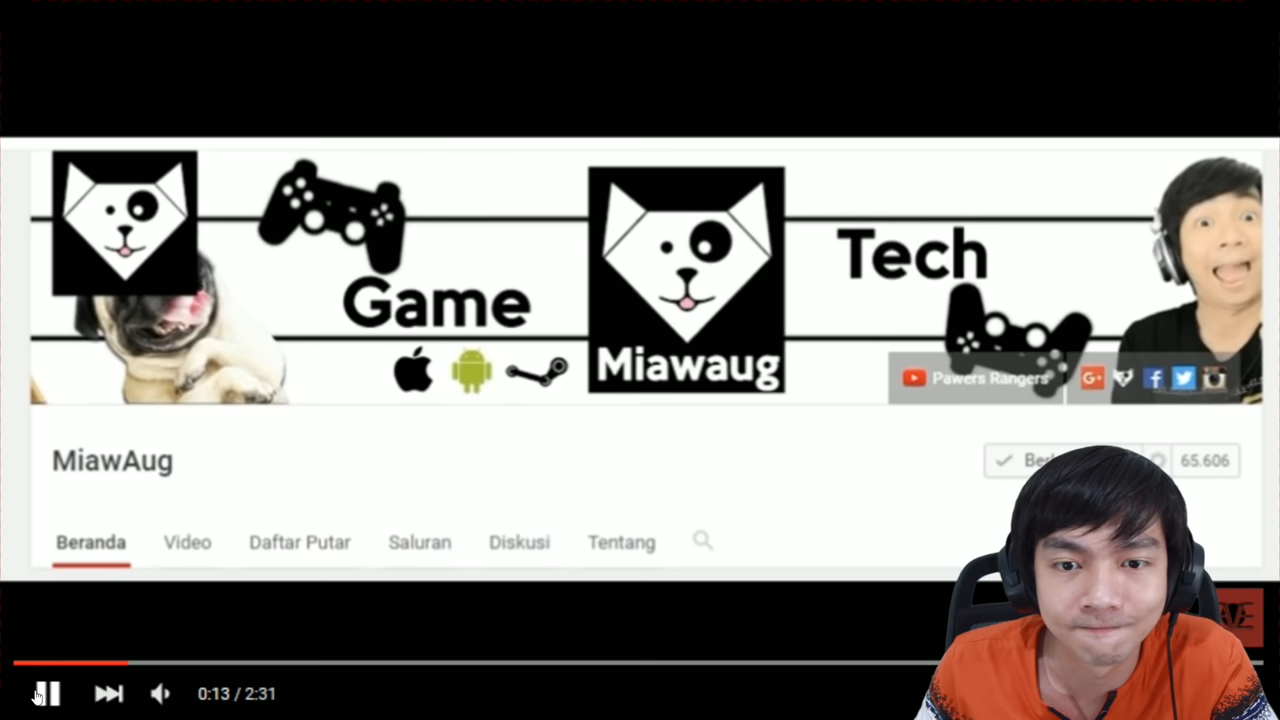 Game
Tech
Miawaug
Pawers Rangers
MiawAug
65.606
Beranda
Video
Daftar Putar
Saluran
Diskusi
Tentang
0:13 / 2:31